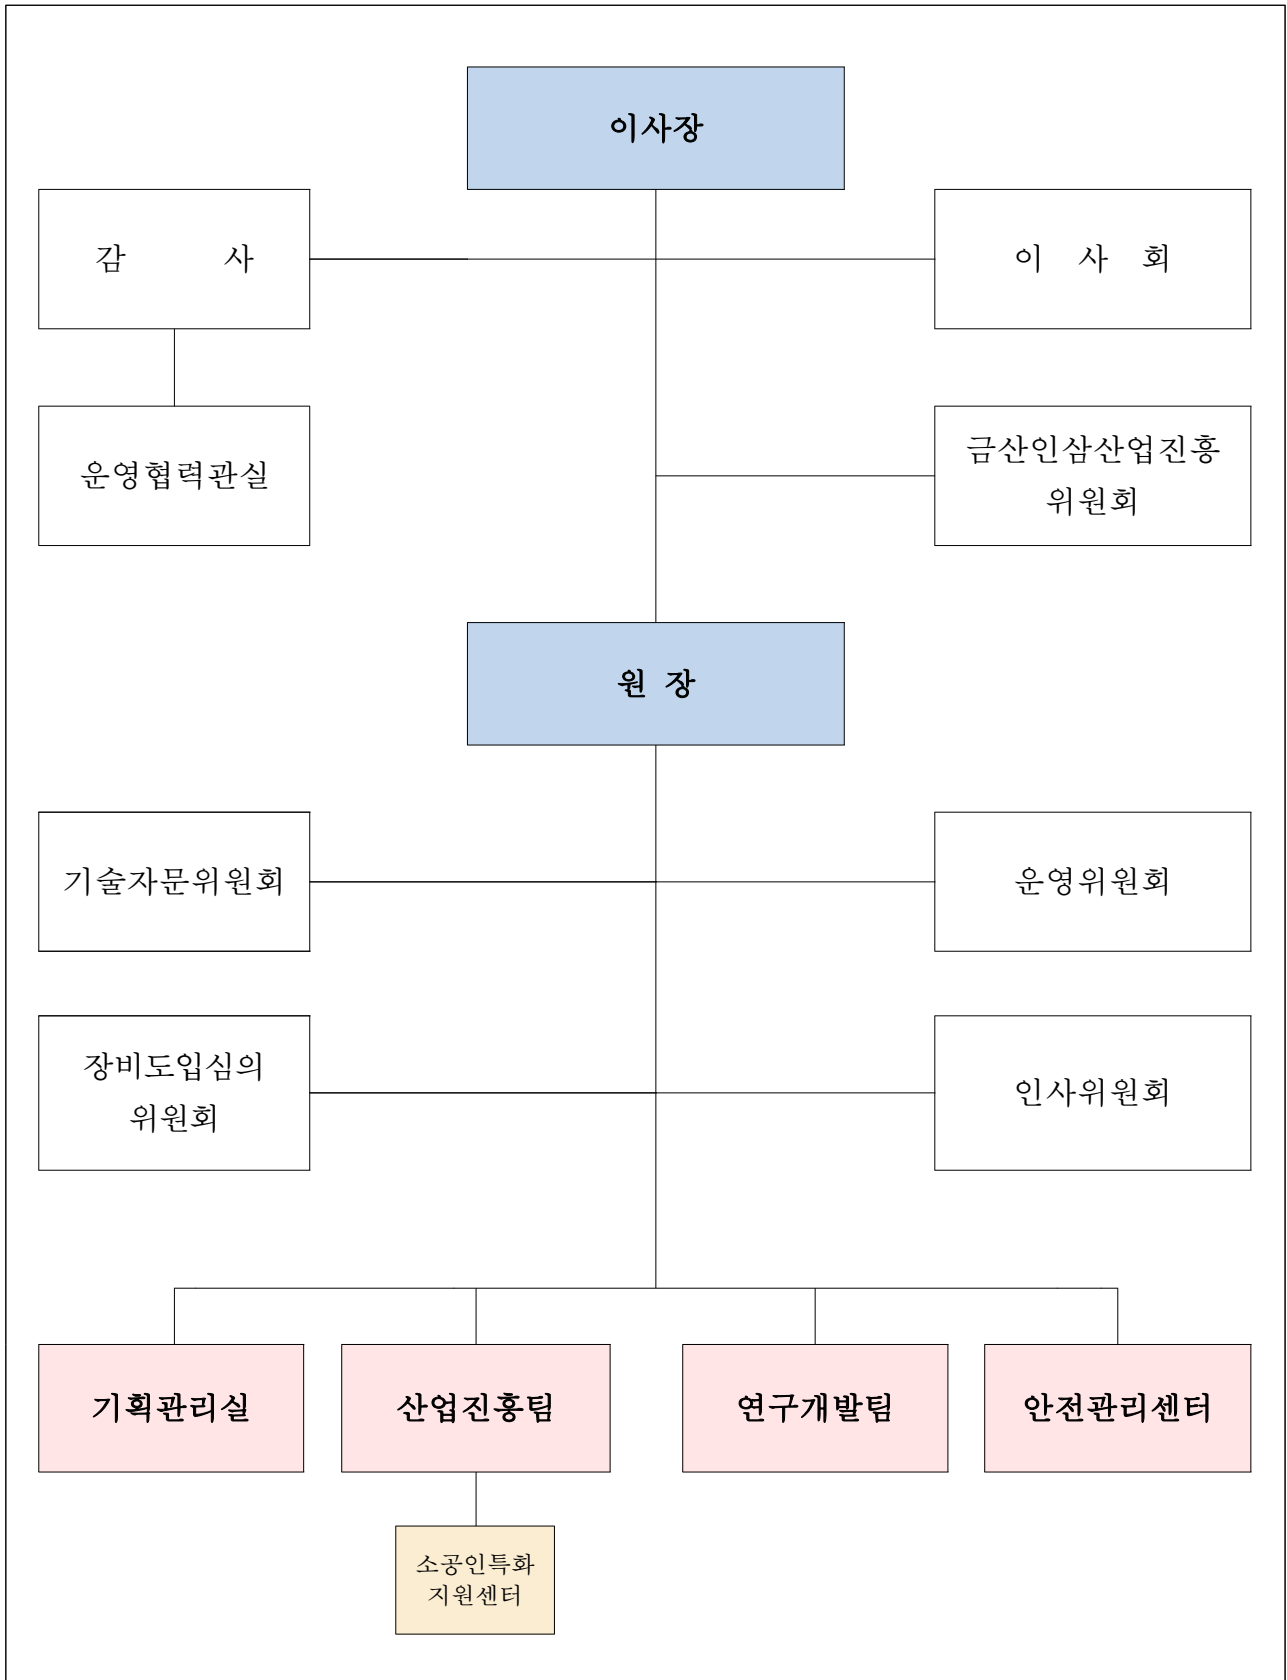 이사장
감 사
이 사 회
운영협력관실
금산인삼산업진흥
위원회
원 장
기술자문위원회
운영위원회
장비도입심의
위원회
인사위원회
기획관리실
산업진흥팀
연구개발팀
안전관리센터
소공인특화
지원센터